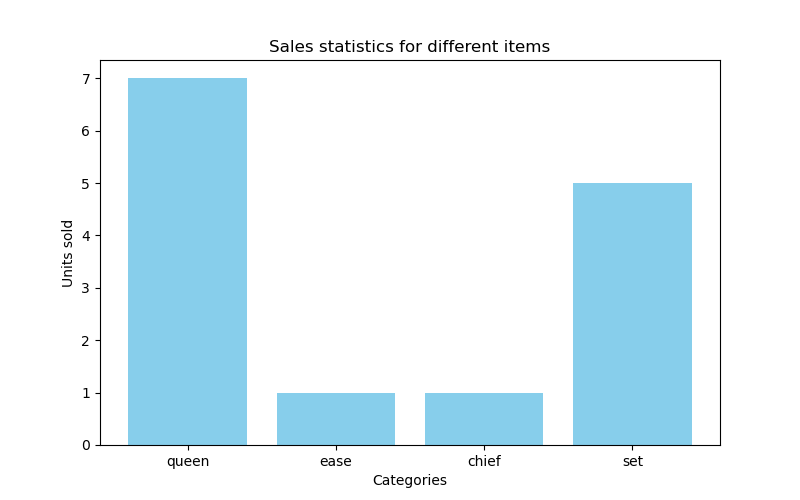 Sales statistics for different items
Units sold
7
6
5
4
3
2
1
0
queen ease chief set
Categories